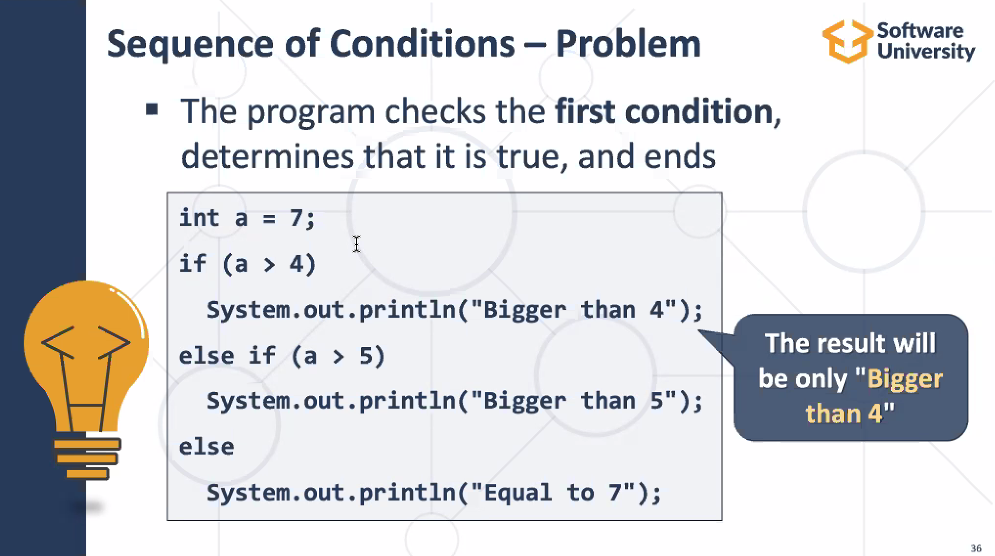 Sequence of Conditions – Problem
Software
University
▪ The program checks the first condition,
determines that it is true, and ends
int a = 7;
if (a > 4)
  System.out.println("Bigger than 4");
else if (a > 5)
  System.out.println("Bigger than 5");
else
  System.out.println("Equal to 7");
The result will
be only "Bigger
than 4"
36